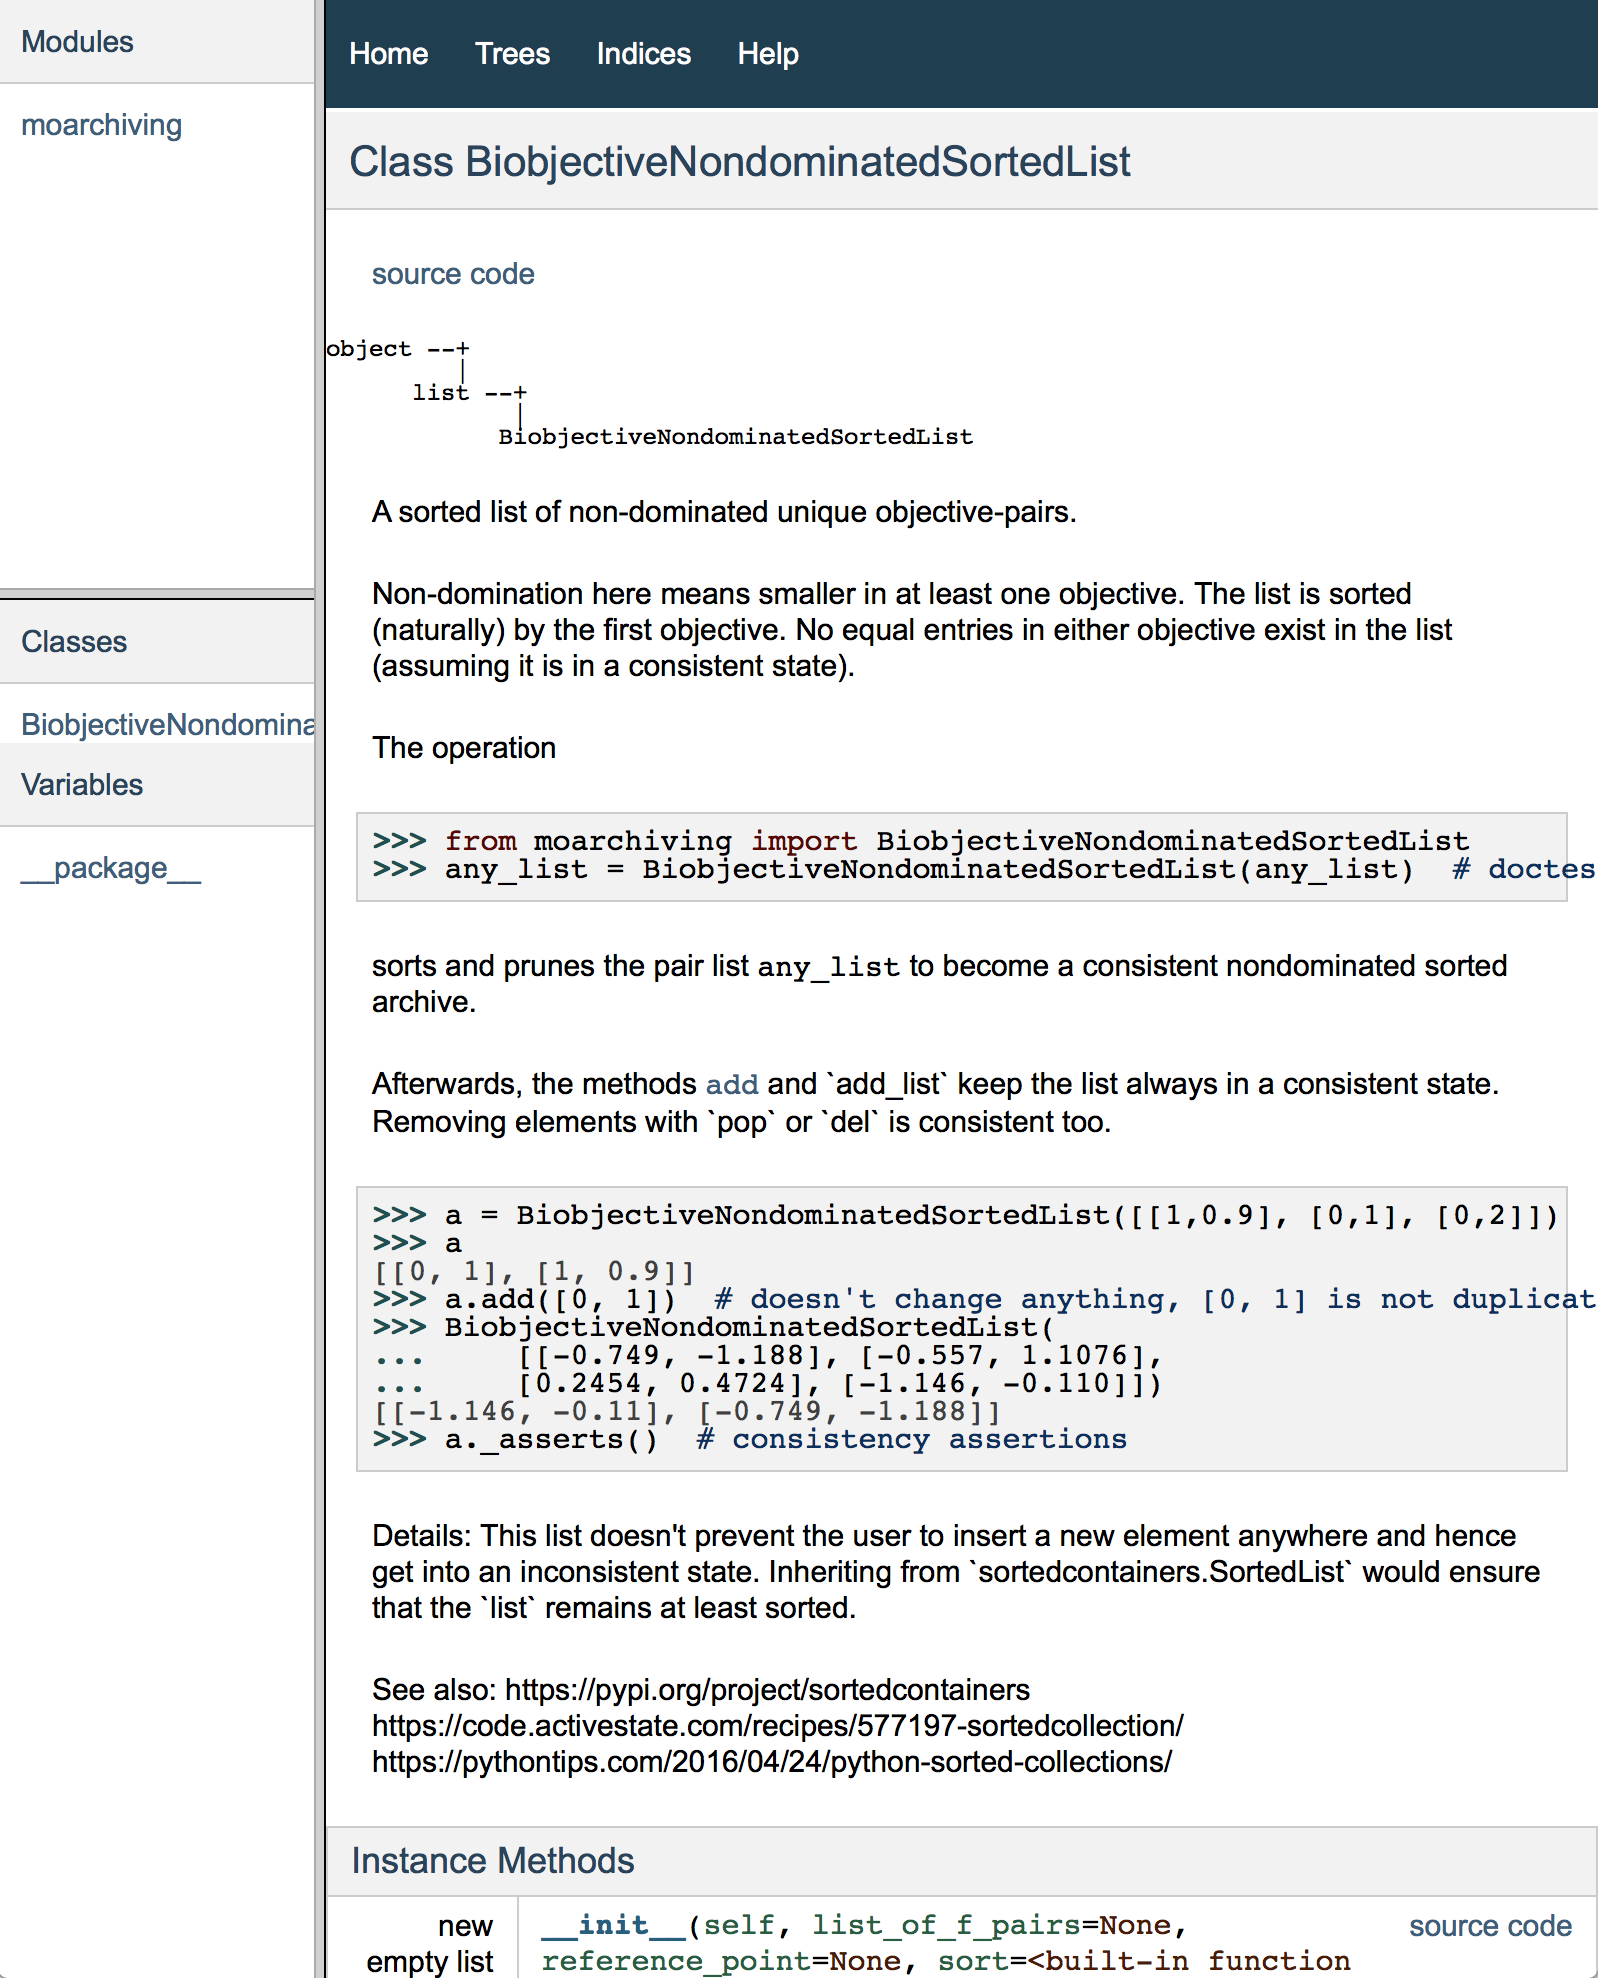 Modules
moarchiving
Classes
BiobjectiveNondomina
Variables
__package__
Home Trees Indices Help
Class BiobjectiveNondominatedSortedList
source code
object --+
|
list --+
|
BiobjectiveNondominatedSortedList
A sorted list of non-dominated unique objective-pairs.
Non-domination here means smaller in at least one objective. The list is sorted
(naturally) by the first objective. No equal entries in either objective exist in the list
(assuming it is in a consistent state).
The operation
>>> from moarchiving import BiobjectiveNondominatedSortedList
>>> any_list = BiobjectiveNondominatedSortedList(any_list)  # doctes
sorts and prunes the pair list any_list to become a consistent nondominated sorted
archive.
Afterwards, the methods add and `add_list` keep the list always in a consistent state.
Removing elements with `pop` or `del` is consistent too.
>>> a = BiobjectiveNondominatedSortedList([[1,0.9], [0,1], [0,2]])
>>> a
[[0, 1], [1, 0.9]]
>>> a.add([0, 1])  # doesn't change anything, [0, 1] is not duplicat
>>> BiobjectiveNondominatedSortedList(
...     [[-0.749, -1.188], [-0.557, 1.1076],
...     [0.2454, 0.4724], [-1.146, -0.110]])
[[-1.146, -0.11], [-0.749, -1.188]]
>>> a._asserts()  # consistency assertions
Details: This list doesn't prevent the user to insert a new element anywhere and hence
get into an inconsistent state. Inheriting from `sortedcontainers.SortedList` would ensure
that the `list` remains at least sorted.
See also: https://pypi.org/project/sortedcontainers
https://code.activestate.com/recipes/577197-sortedcollection/
https://pythontips.com/2016/04/24/python-sorted-collections/
Instance Methods
new __init__(self, list_of_f_pairs=None, source code
empty list reference_point=None, sort=<built-in function